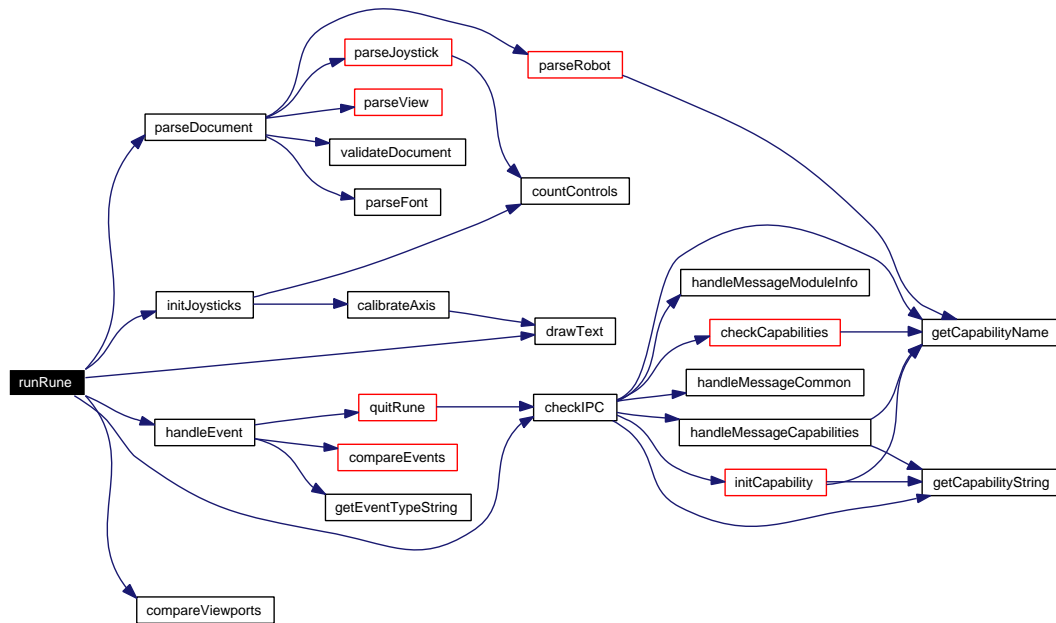 parseJoystick
parseRobot
parseView
parseDocument
validateDocument
countControls
parseFont
handleMessageModuleInfo
initJoysticks
calibrateAxis
drawText
checkCapabilities
getCapabilityName
runRune
handleMessageCommon
quitRune
checkIPC
handleEvent
handleMessageCapabilities
compareEvents
initCapability
getCapabilityString
getEventTypeString
compareViewports